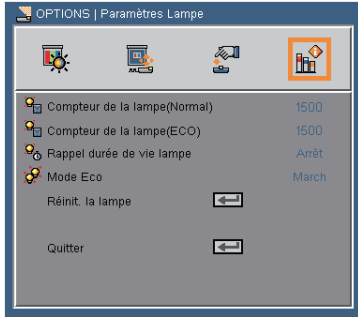 OPTIONS | Paramètres Lampe
Compteur de la lampe(Normal) 1500
Compteur de la lampe(ECO) 1500
Rappel durée de vie lampe Arrêt
Mode Eco March
Réinit. la lampe
Quitter